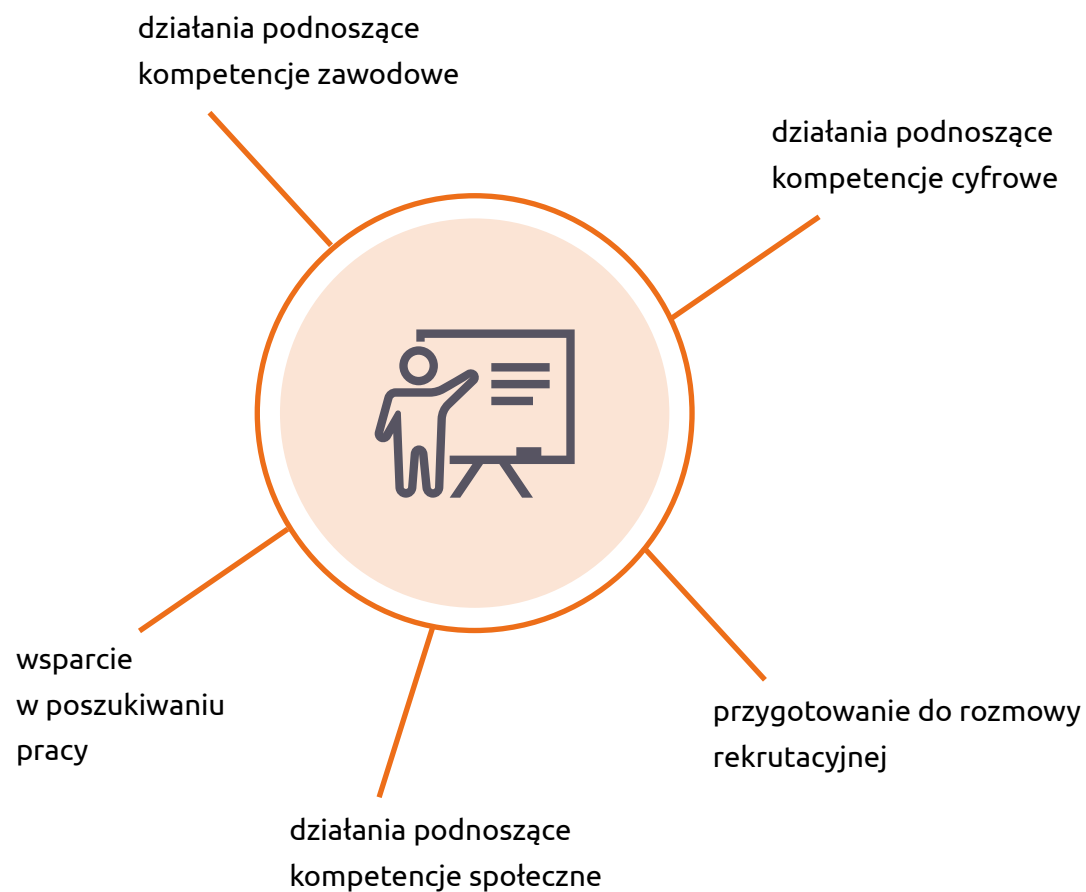 działania podnoszące
kompetencje zawodowe
działania podnoszące
kompetencje cyfrowe
wsparcie
w poszukiwaniu
pracy
przygotowanie do rozmowy
rekrutacyjnej
działania podnoszące
kompetencje społeczne